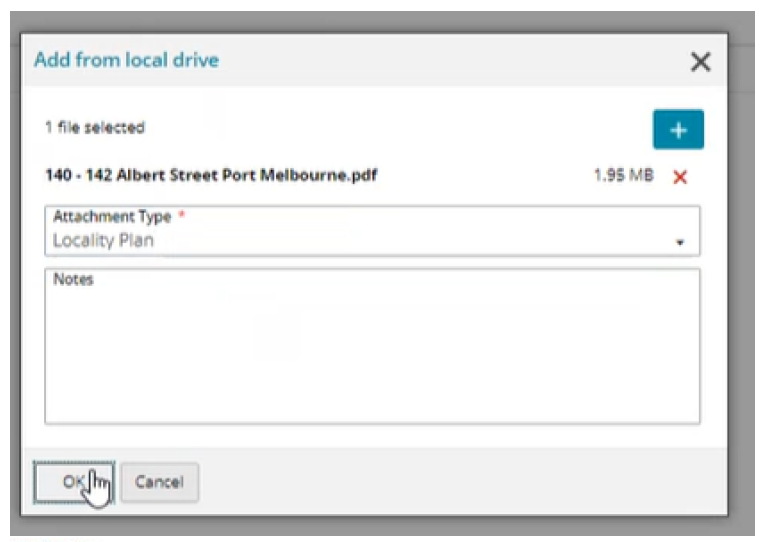 Add from local drive
1 file selected
140 - 142 Albert Street Port Melbourne.pdf 1.95 MB
Attachment Type *
Locality Plan
Notes
OK Cancel